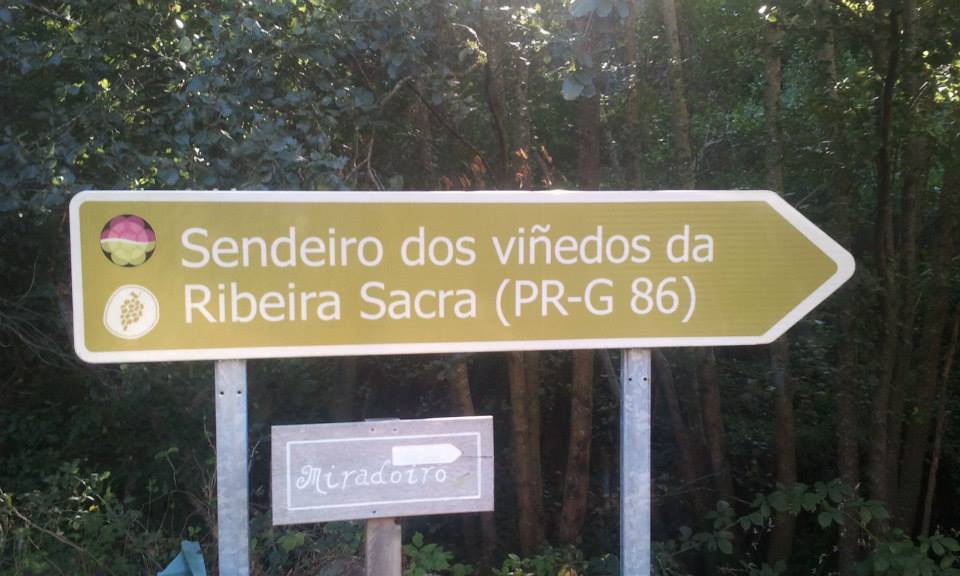 Sendeiro dos viñedos da
Ribeira Sacra (PR-G 86)
Miradoiro